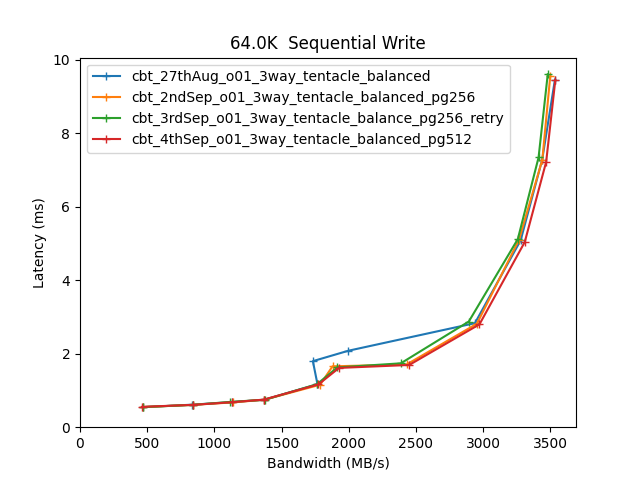 64.0K  Sequential Write
cbt_27thAug_o01_3way_tentacle_balanced
cbt_2ndSep_o01_3way_tentacle_balanced_pg256
cbt_3rdSep_o01_3way_tentacle_balance_pg256_retry
cbt_4thSep_o01_3way_tentacle_balanced_pg512
Latency (ms)
10
8
6
4
2
0
0 500 1000 1500 2000 2500 3000 3500
Bandwidth (MB/s)